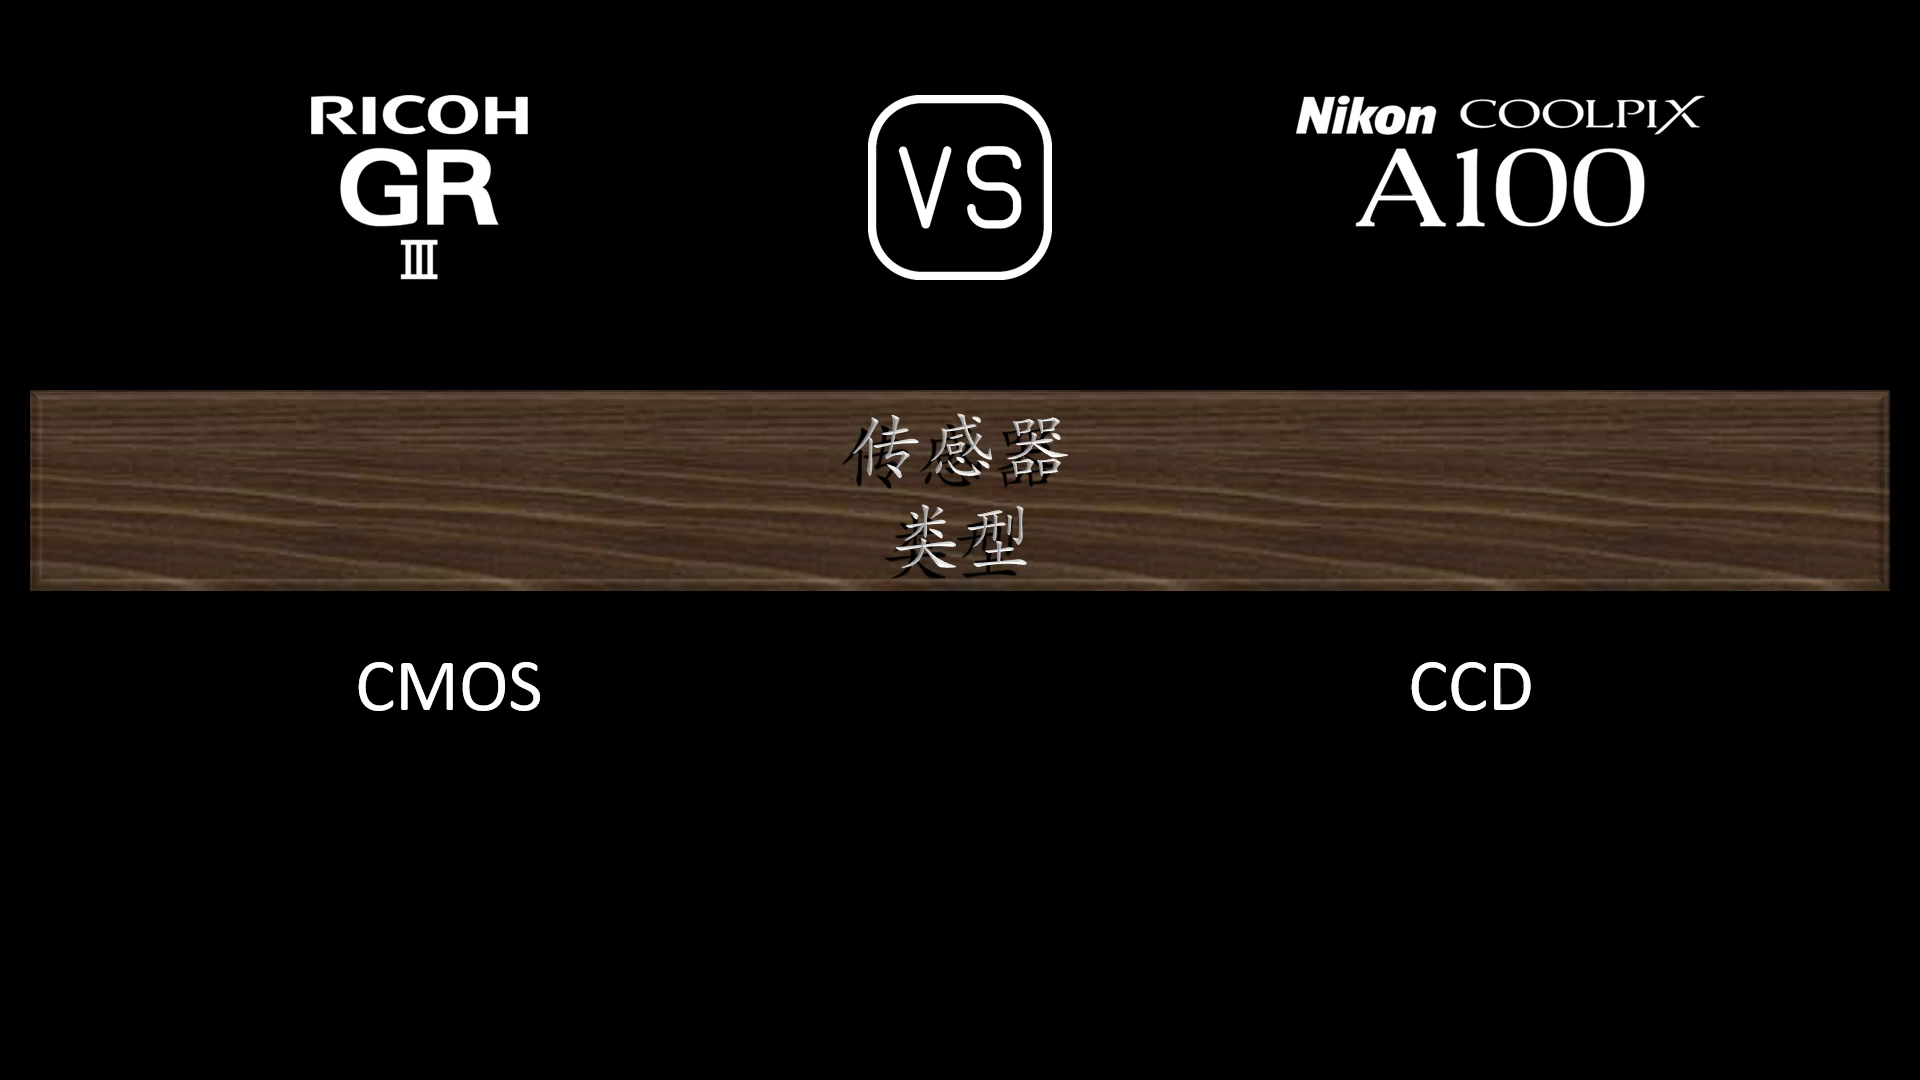 RICOH
GR
III
VS
Nikon COOLPIX
A100
传感器
类型
CMOS
CCD